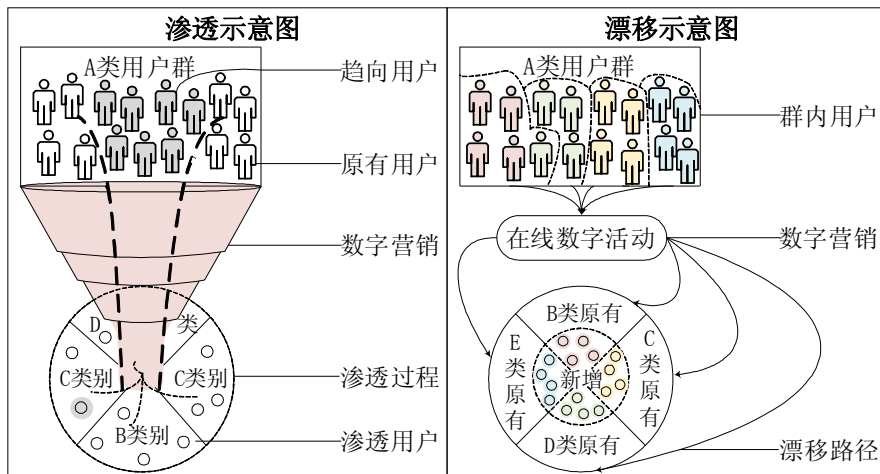 渗透示意图
A类用户群
趋向用户
原有用户
数字营销
D
类
C类别
C类别
渗透过程
B类别
渗透用户
漂移示意图
A类用户群
群内用户
在线数字活动
数字营销
B类原有
E类原有
C类原有
新增
D类原有
漂移路径